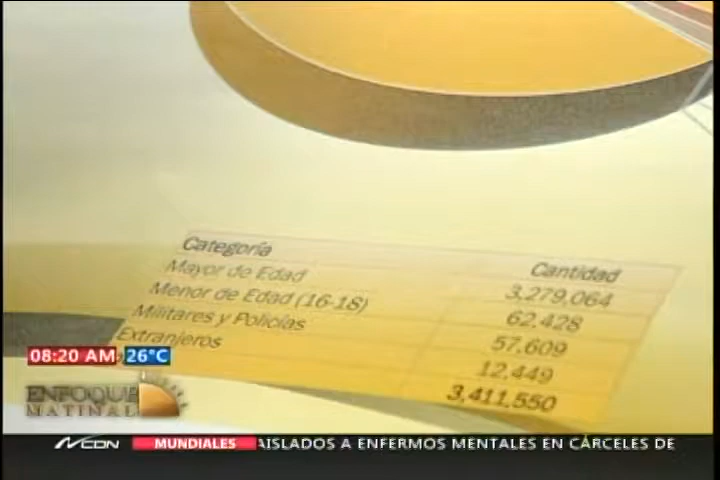 Categoría Cantidad
Mayor de Edad 3,279,064
Menor de Edad (16-18) 62,428
Militares y Policías 57,609
Extranjeros 12,449
3,411,550
08:20 AM 26°C
ENFOQUE
MATINAL
CDN MUNDIALES AISLADOS A ENFERMOS MENTALES EN CÁRCELES DE